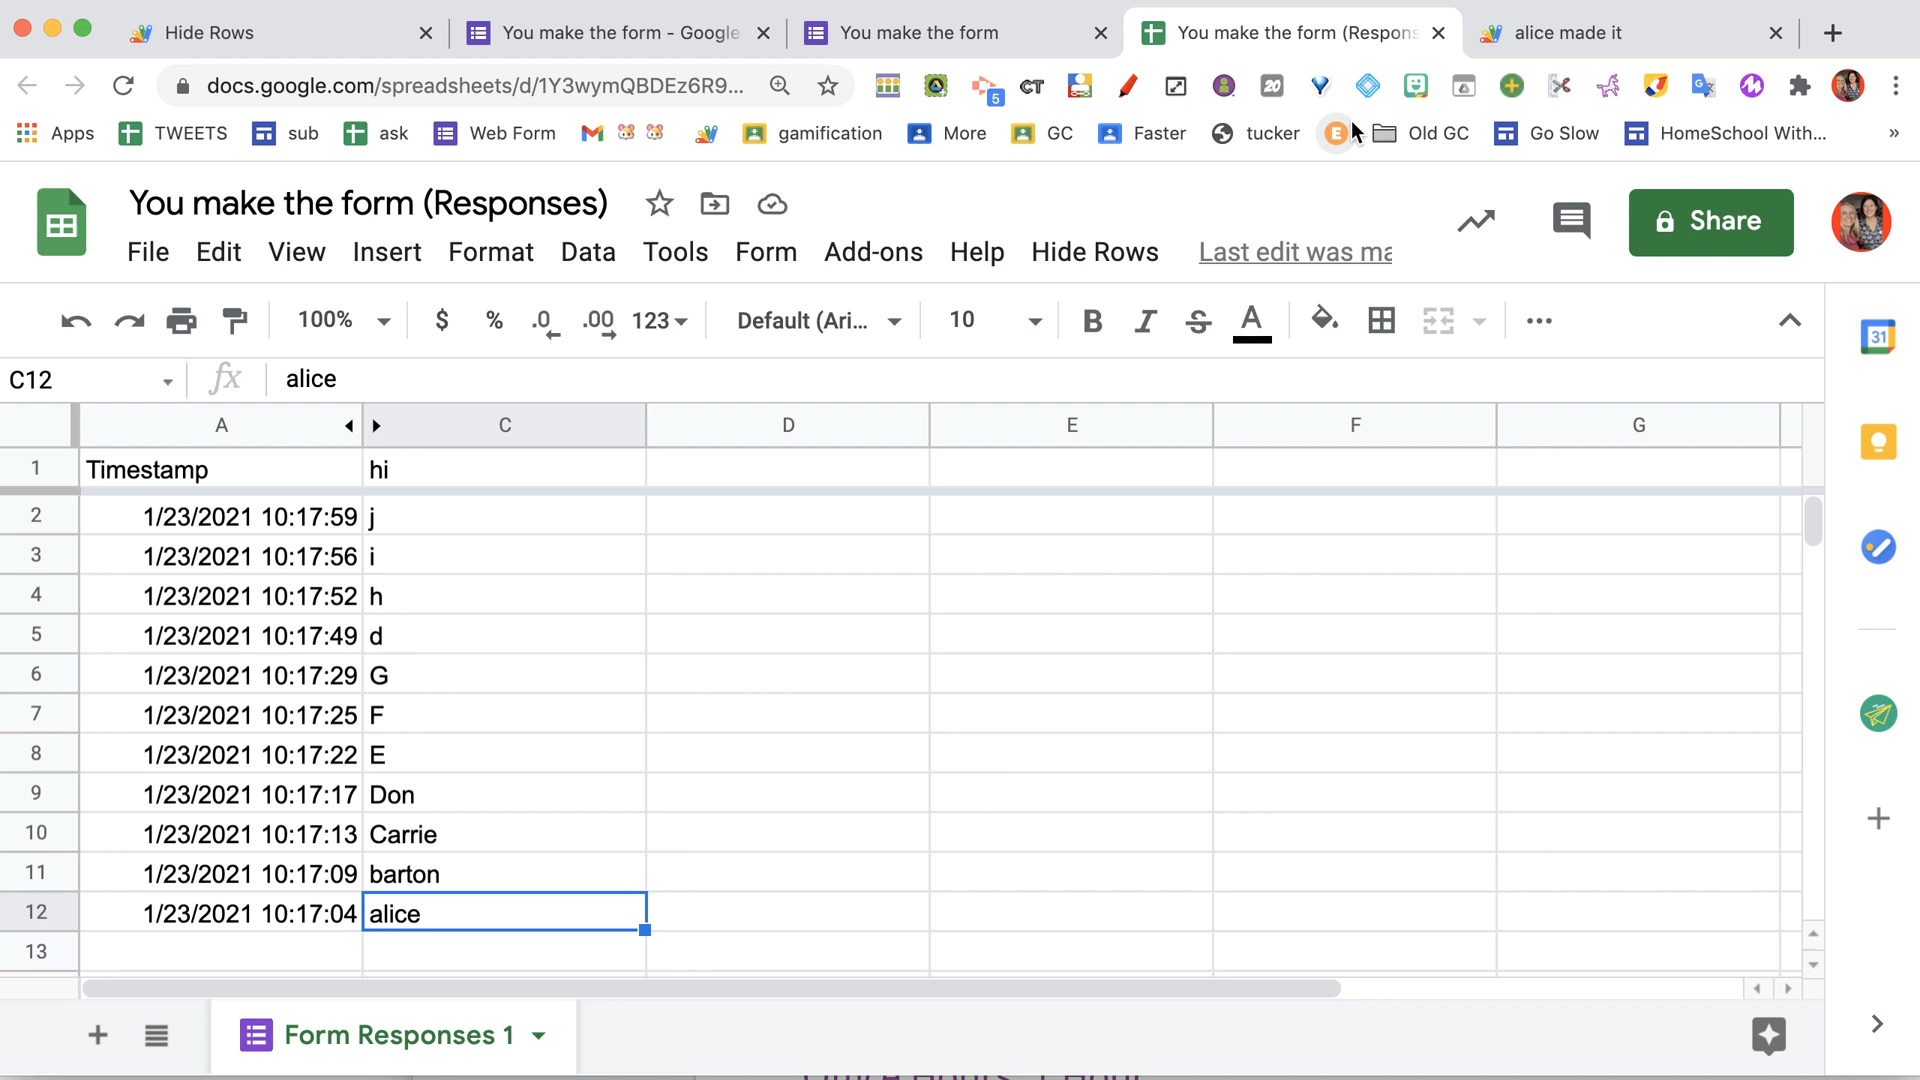 Hide Rows
You make the form - Google
You make the form
You make the form (Respons
alice made it
docs.google.com/spreadsheets/d/1Y3wymQBDEz6R9...
5
CT
20
Apps
TWEETS
sub
ask
Web Form
gamification
More
GC
Faster
tucker
E
Old GC
Go Slow
HomeSchool With...
»
You make the form (Responses)
Share
File Edit View Insert Format Data Tools Form Add-ons Help Hide Rows Last edit was ma
100% $ % .0 .00 123 Default (Ari... 10 B I S A
31
C12 fx alice
A C D E F G
1 Timestamp hi
2 1/23/2021 10:17:59 j
3 1/23/2021 10:17:56 i
4 1/23/2021 10:17:52 h
5 1/23/2021 10:17:49 d
6 1/23/2021 10:17:29 G
7 1/23/2021 10:17:25 F
8 1/23/2021 10:17:22 E
9 1/23/2021 10:17:17 Don
10 1/23/2021 10:17:13 Carrie
11 1/23/2021 10:17:09 barton
12 1/23/2021 10:17:04 alice
13
Form Responses 1